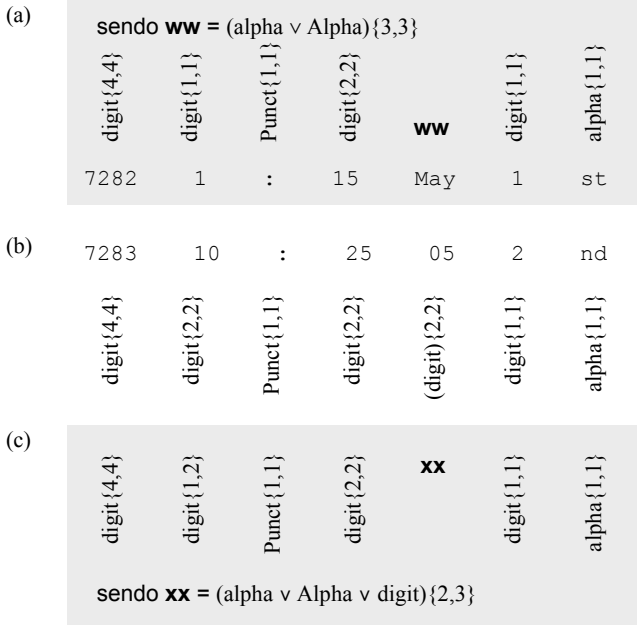 (a)
sendo ww = (alpha ∨ Alpha){3,3}
digit{4,4} digit{1,1} Punct{1,1} digit{2,2} ww digit{1,1} alpha{1,1}
7282 1 : 15 May 1 st
(b)
7283 10 : 25 05 2 nd
digit{4,4} digit{2,2} Punct{1,1} digit{2,2} (digit){2,2} digit{1,1} alpha{1,1}
(c)
digit{4,4} digit{1,2} Punct{1,1} digit{2,2} xx digit{1,1} alpha{1,1}
sendo xx = (alpha ∨ Alpha ∨ digit){2,3}